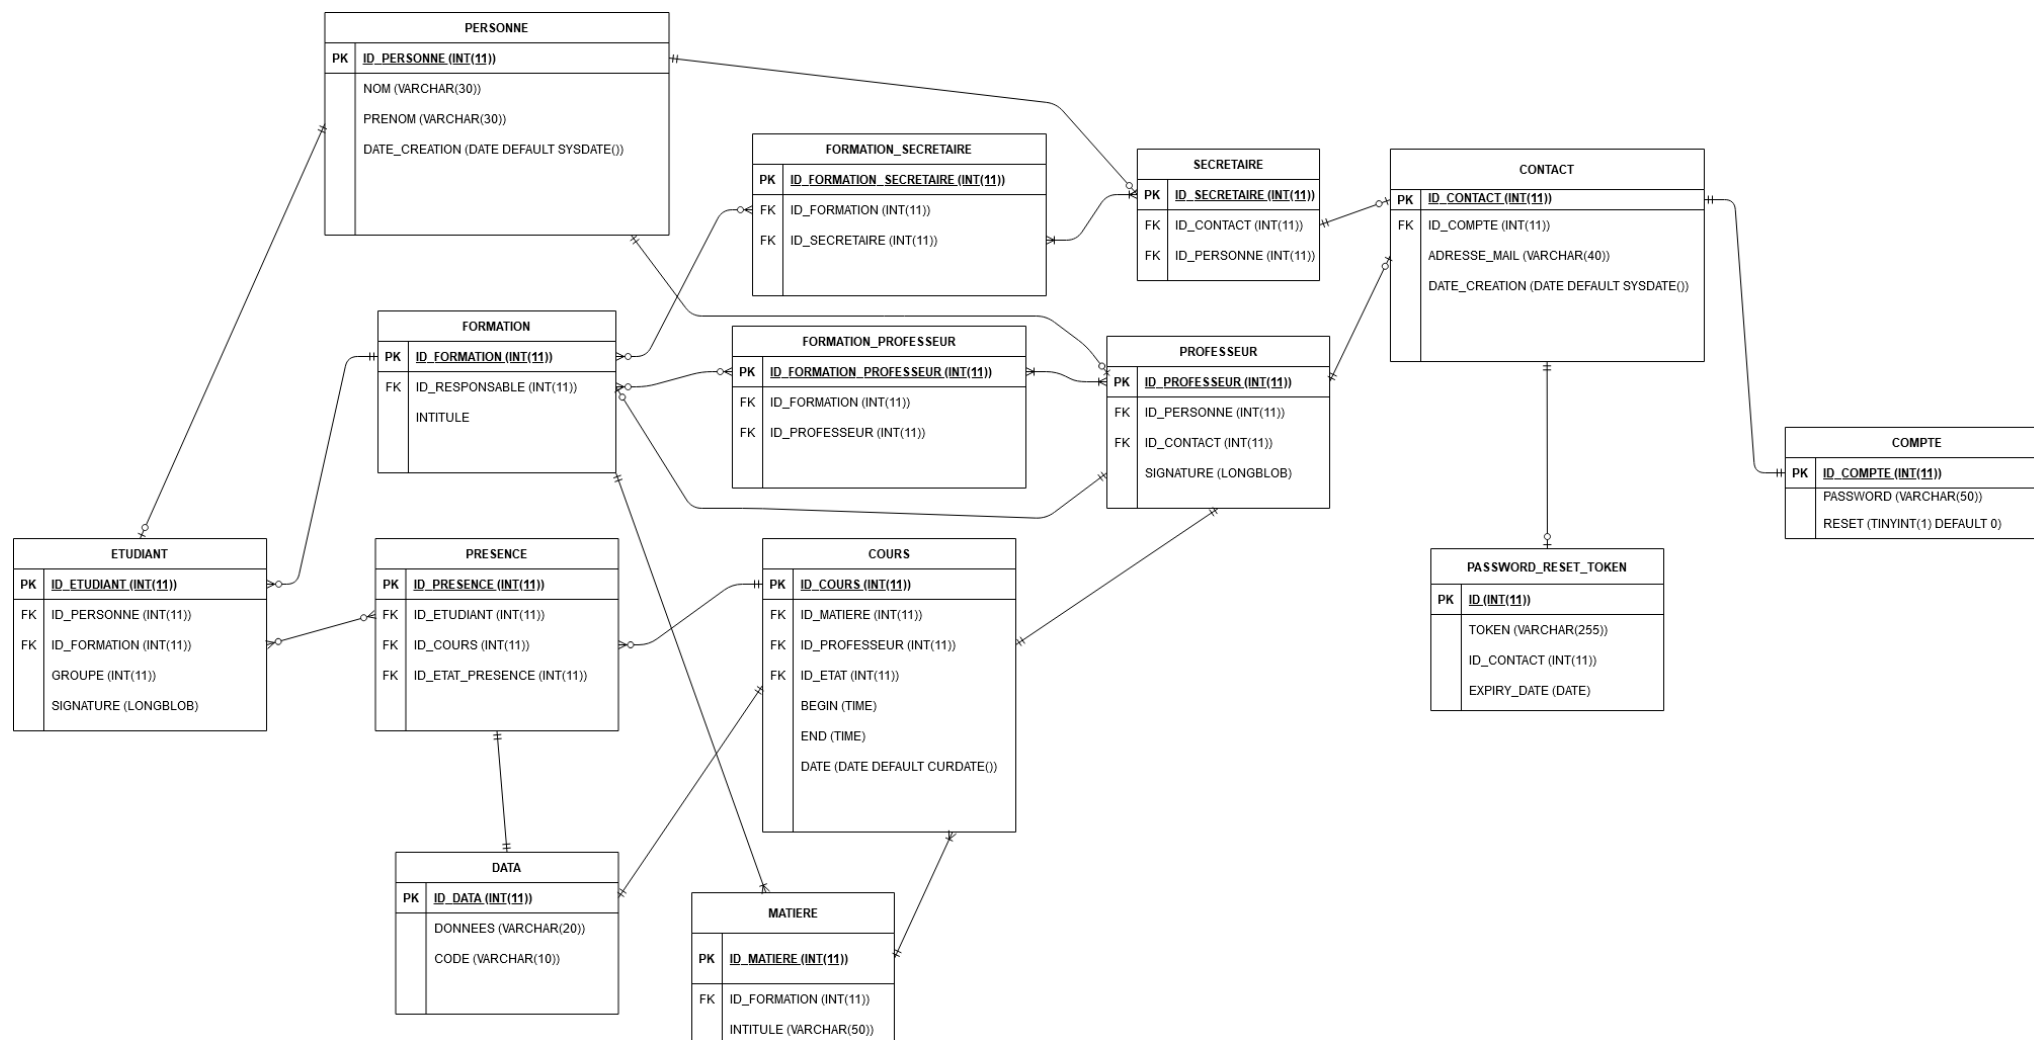 PERSONNE
PK ID_PERSONNE (INT(11))
NOM (VARCHAR(30))
PRENOM (VARCHAR(30))
DATE_CREATION (DATE DEFAULT SYSDATE())
FORMATION_SECRETAIRE
PK ID_FORMATION_SECRETAIRE (INT(11))
FK ID_FORMATION (INT(11))
FK ID_SECRETAIRE (INT(11))
SECRETAIRE
PK ID_SECRETAIRE (INT(11))
FK ID_CONTACT (INT(11))
FK ID_PERSONNE (INT(11))
CONTACT
PK ID_CONTACT (INT(11))
FK ID_COMPTE (INT(11))
ADRESSE_MAIL (VARCHAR(40))
DATE_CREATION (DATE DEFAULT SYSDATE())
FORMATION
PK ID_FORMATION (INT(11))
FK ID_RESPONSABLE (INT(11))
INTITULE
FORMATION_PROFESSEUR
PK ID_FORMATION_PROFESSEUR (INT(11))
FK ID_FORMATION (INT(11))
FK ID_PROFESSEUR (INT(11))
PROFESSEUR
PK ID_PROFESSEUR (INT(11))
FK ID_PERSONNE (INT(11))
FK ID_CONTACT (INT(11))
SIGNATURE (LONGBLOB)
COMPTE
PK ID_COMPTE (INT(11))
PASSWORD (VARCHAR(50))
RESET (TINYINT(1) DEFAULT 0)
ETUDIANT
PK ID_ETUDIANT (INT(11))
FK ID_PERSONNE (INT(11))
FK ID_FORMATION (INT(11))
GROUPE (INT(11))
SIGNATURE (LONGBLOB)
PRESENCE
PK ID_PRESENCE (INT(11))
FK ID_ETUDIANT (INT(11))
FK ID_COURS (INT(11))
FK ID_ETAT_PRESENCE (INT(11))
COURS
PK ID_COURS (INT(11))
FK ID_MATIERE (INT(11))
FK ID_PROFESSEUR (INT(11))
FK ID_ETAT (INT(11))
BEGIN (TIME)
END (TIME)
DATE (DATE DEFAULT CURDATE())
PASSWORD_RESET_TOKEN
PK ID (INT(11))
TOKEN (VARCHAR(255))
ID_CONTACT (INT(11))
EXPIRY_DATE (DATE)
DATA
PK ID_DATA (INT(11))
DONNEES (VARCHAR(20))
CODE (VARCHAR(10))
MATIERE
PK ID_MATIERE (INT(11))
FK ID_FORMATION (INT(11))
INTITULE (VARCHAR(50))